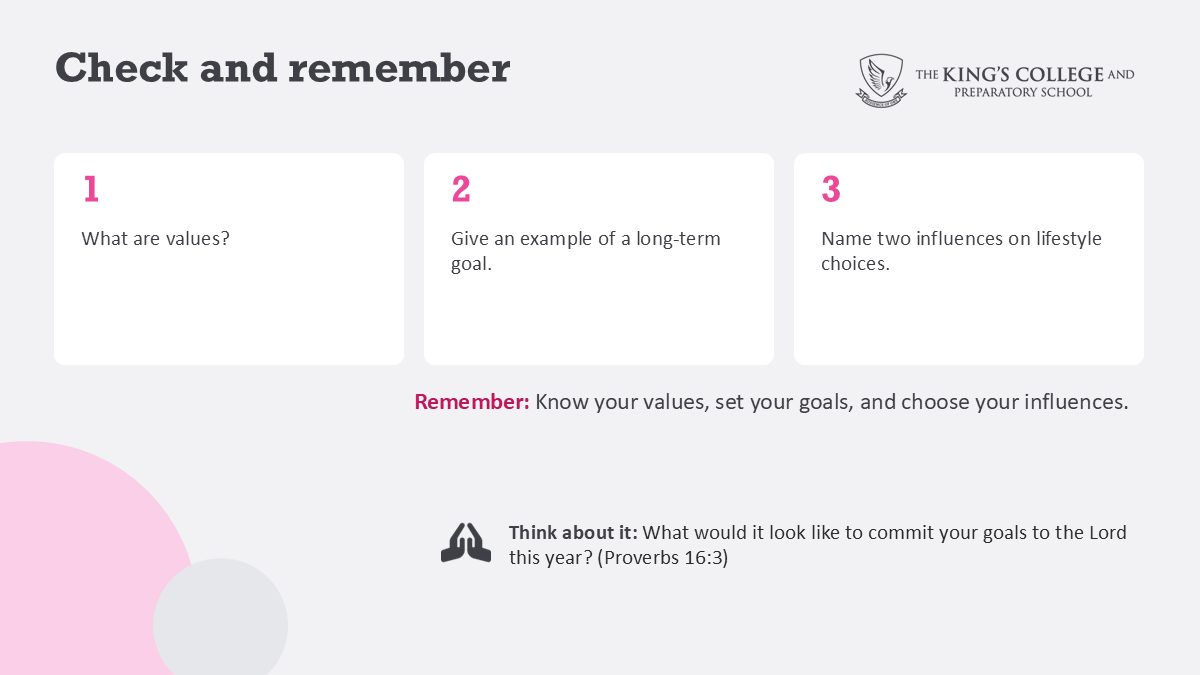 Check and remember
THE KING'S COLLEGE AND
PREPARATORY SCHOOL
1
What are values?
2
Give an example of a long-term
goal.
3
Name two influences on lifestyle
choices.
Remember: Know your values, set your goals, and choose your influences.
Think about it: What would it look like to commit your goals to the Lord
this year? (Proverbs 16:3)